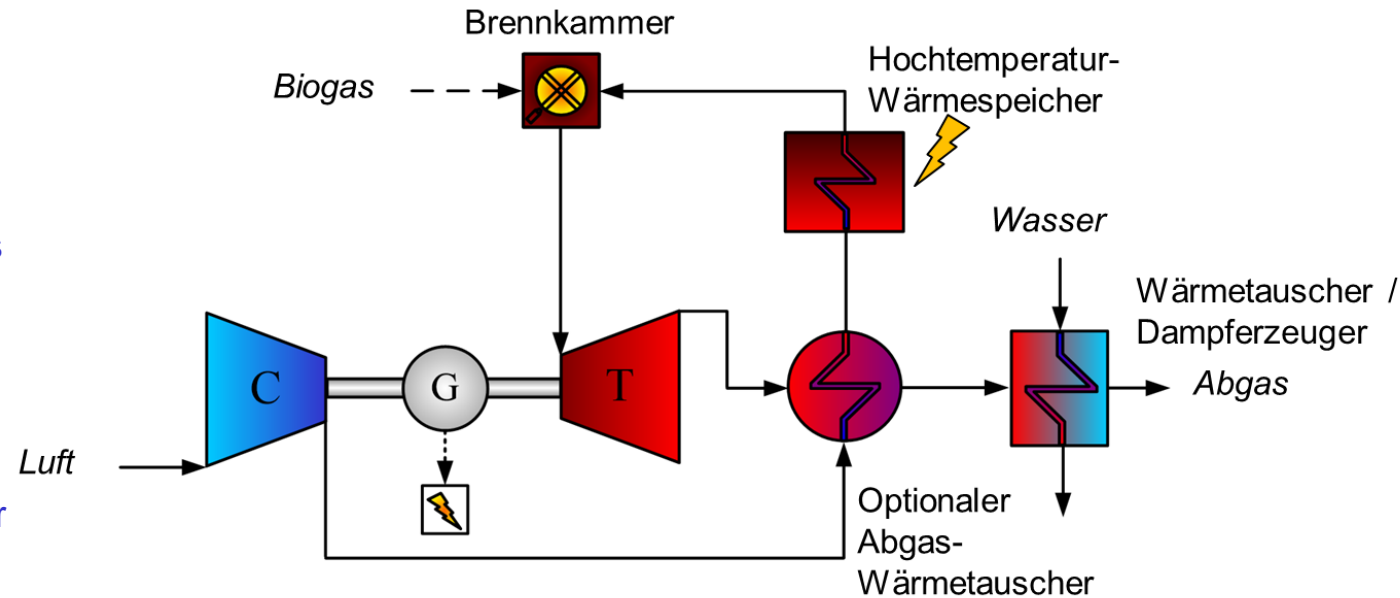 Brennkammer
Biogas
Hochtemperatur-
Wärmespeicher
Wasser
Wärmetauscher /
Dampferzeuger
Abgas
s
C
G
T
Luft
r
Optionaler
Abgas-
Wärmetauscher